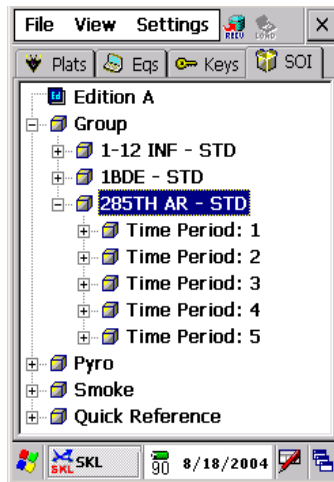 File View Settings RECV LOAD X
Plats Eqs Keys SOI
Ed Edition A
Group
1-12 INF - STD
1BDE - STD
285TH AR - STD
Time Period: 1
Time Period: 2
Time Period: 3
Time Period: 4
Time Period: 5
Pyro
Smoke
Quick Reference
SKL SKL 90 8/18/2004